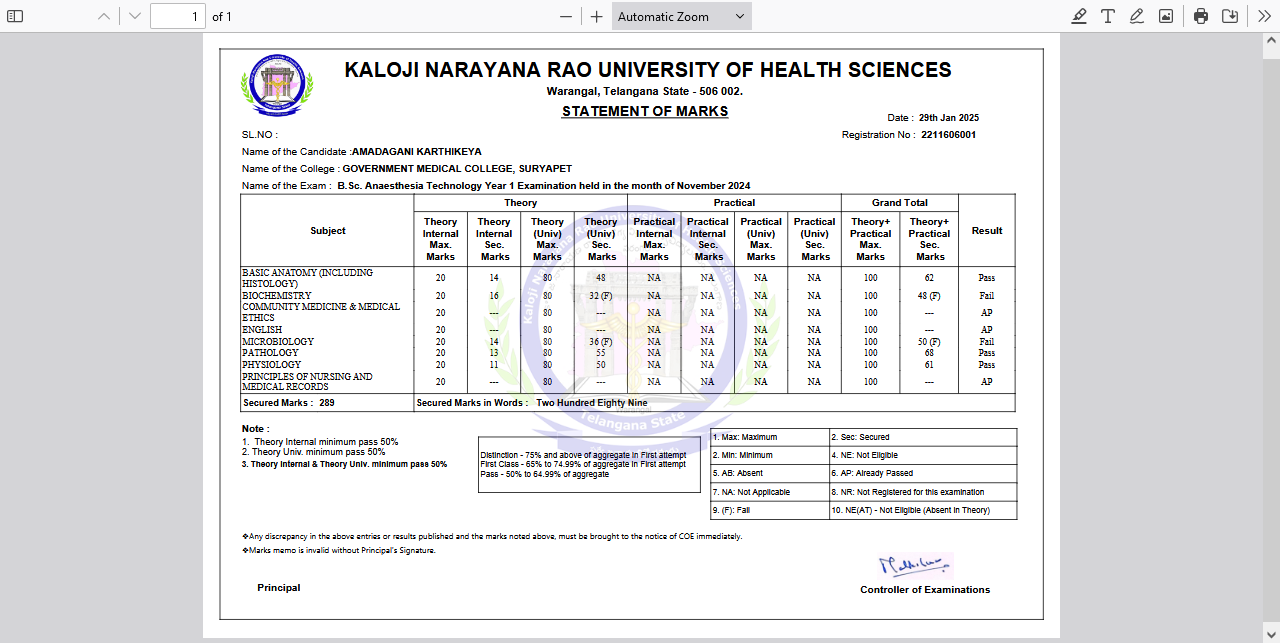 1 of 1
Automatic Zoom
KALOJI NARAYANA RAO UNIVERSITY OF HEALTH SCIENCES
Warangal, Telangana State - 506 002.
STATEMENT OF MARKS
Date : 29th Jan 2025
SL.NO :
Registration No : 2211606001
Name of the Candidate :AMADAGANI KARTHIKEYA
Name of the College : GOVERNMENT MEDICAL COLLEGE, SURYAPET
Name of the Exam : B.Sc. Anaesthesia Technology Year 1 Examination held in the month of November 2024
Subject Theory Practical Grand Total Result
Theory Internal Max. Marks Theory Internal Sec. Marks Theory (Univ) Max. Marks Theory (Univ) Sec. Marks Practical Internal Max. Marks Practical Internal Sec. Marks Practical (Univ) Max. Marks Practical (Univ) Sec. Marks Theory+ Practical Max. Marks Theory+ Practical Sec. Marks
BASIC ANATOMY (INCLUDING HISTOLOGY) 20 14 80 48 NA NA NA NA 100 62 Pass
BIOCHEMISTRY 20 16 80 32 (F) NA NA NA NA 100 48 (F) Fail
COMMUNITY MEDICINE & MEDICAL ETHICS 20 --- 80 --- NA NA NA NA 100 --- AP
ENGLISH 20 --- 80 --- NA NA NA NA 100 --- AP
MICROBIOLOGY 20 14 80 36 (F) NA NA NA NA 100 50 (F) Fail
PATHOLOGY 20 13 80 55 NA NA NA NA 100 68 Pass
PHYSIOLOGY 20 11 80 50 NA NA NA NA 100 61 Pass
PRINCIPLES OF NURSING AND MEDICAL RECORDS 20 --- 80 --- NA NA NA NA 100 --- AP
Secured Marks : 289 Secured Marks in Words : Two Hundred Eighty Nine
Telangana State
Note :
1. Theory Internal minimum pass 50%
2. Theory Univ. minimum pass 50%
3. Theory Internal & Theory Univ. minimum pass 50%
Distinction - 75% and above of aggregate in First attempt
First Class - 65% to 74.99% of aggregate in First attempt
Pass - 50% to 64.99% of aggregate
1. Max: Maximum 2. Sec: Secured
2. Min: Minimum 4. NE: Not Eligible
5. AB: Absent 6. AP: Already Passed
7. NA: Not Applicable 8. NR: Not Registered for this examination
9. (F): Fail 10. NE(AT) - Not Eligible (Absent in Theory)
❖Any discrepancy in the above entries or results published and the marks noted above, must be brought to the notice of COE immediately.
❖Marks memo is invalid without Principal's Signature.
Principal
Controller of Examinations